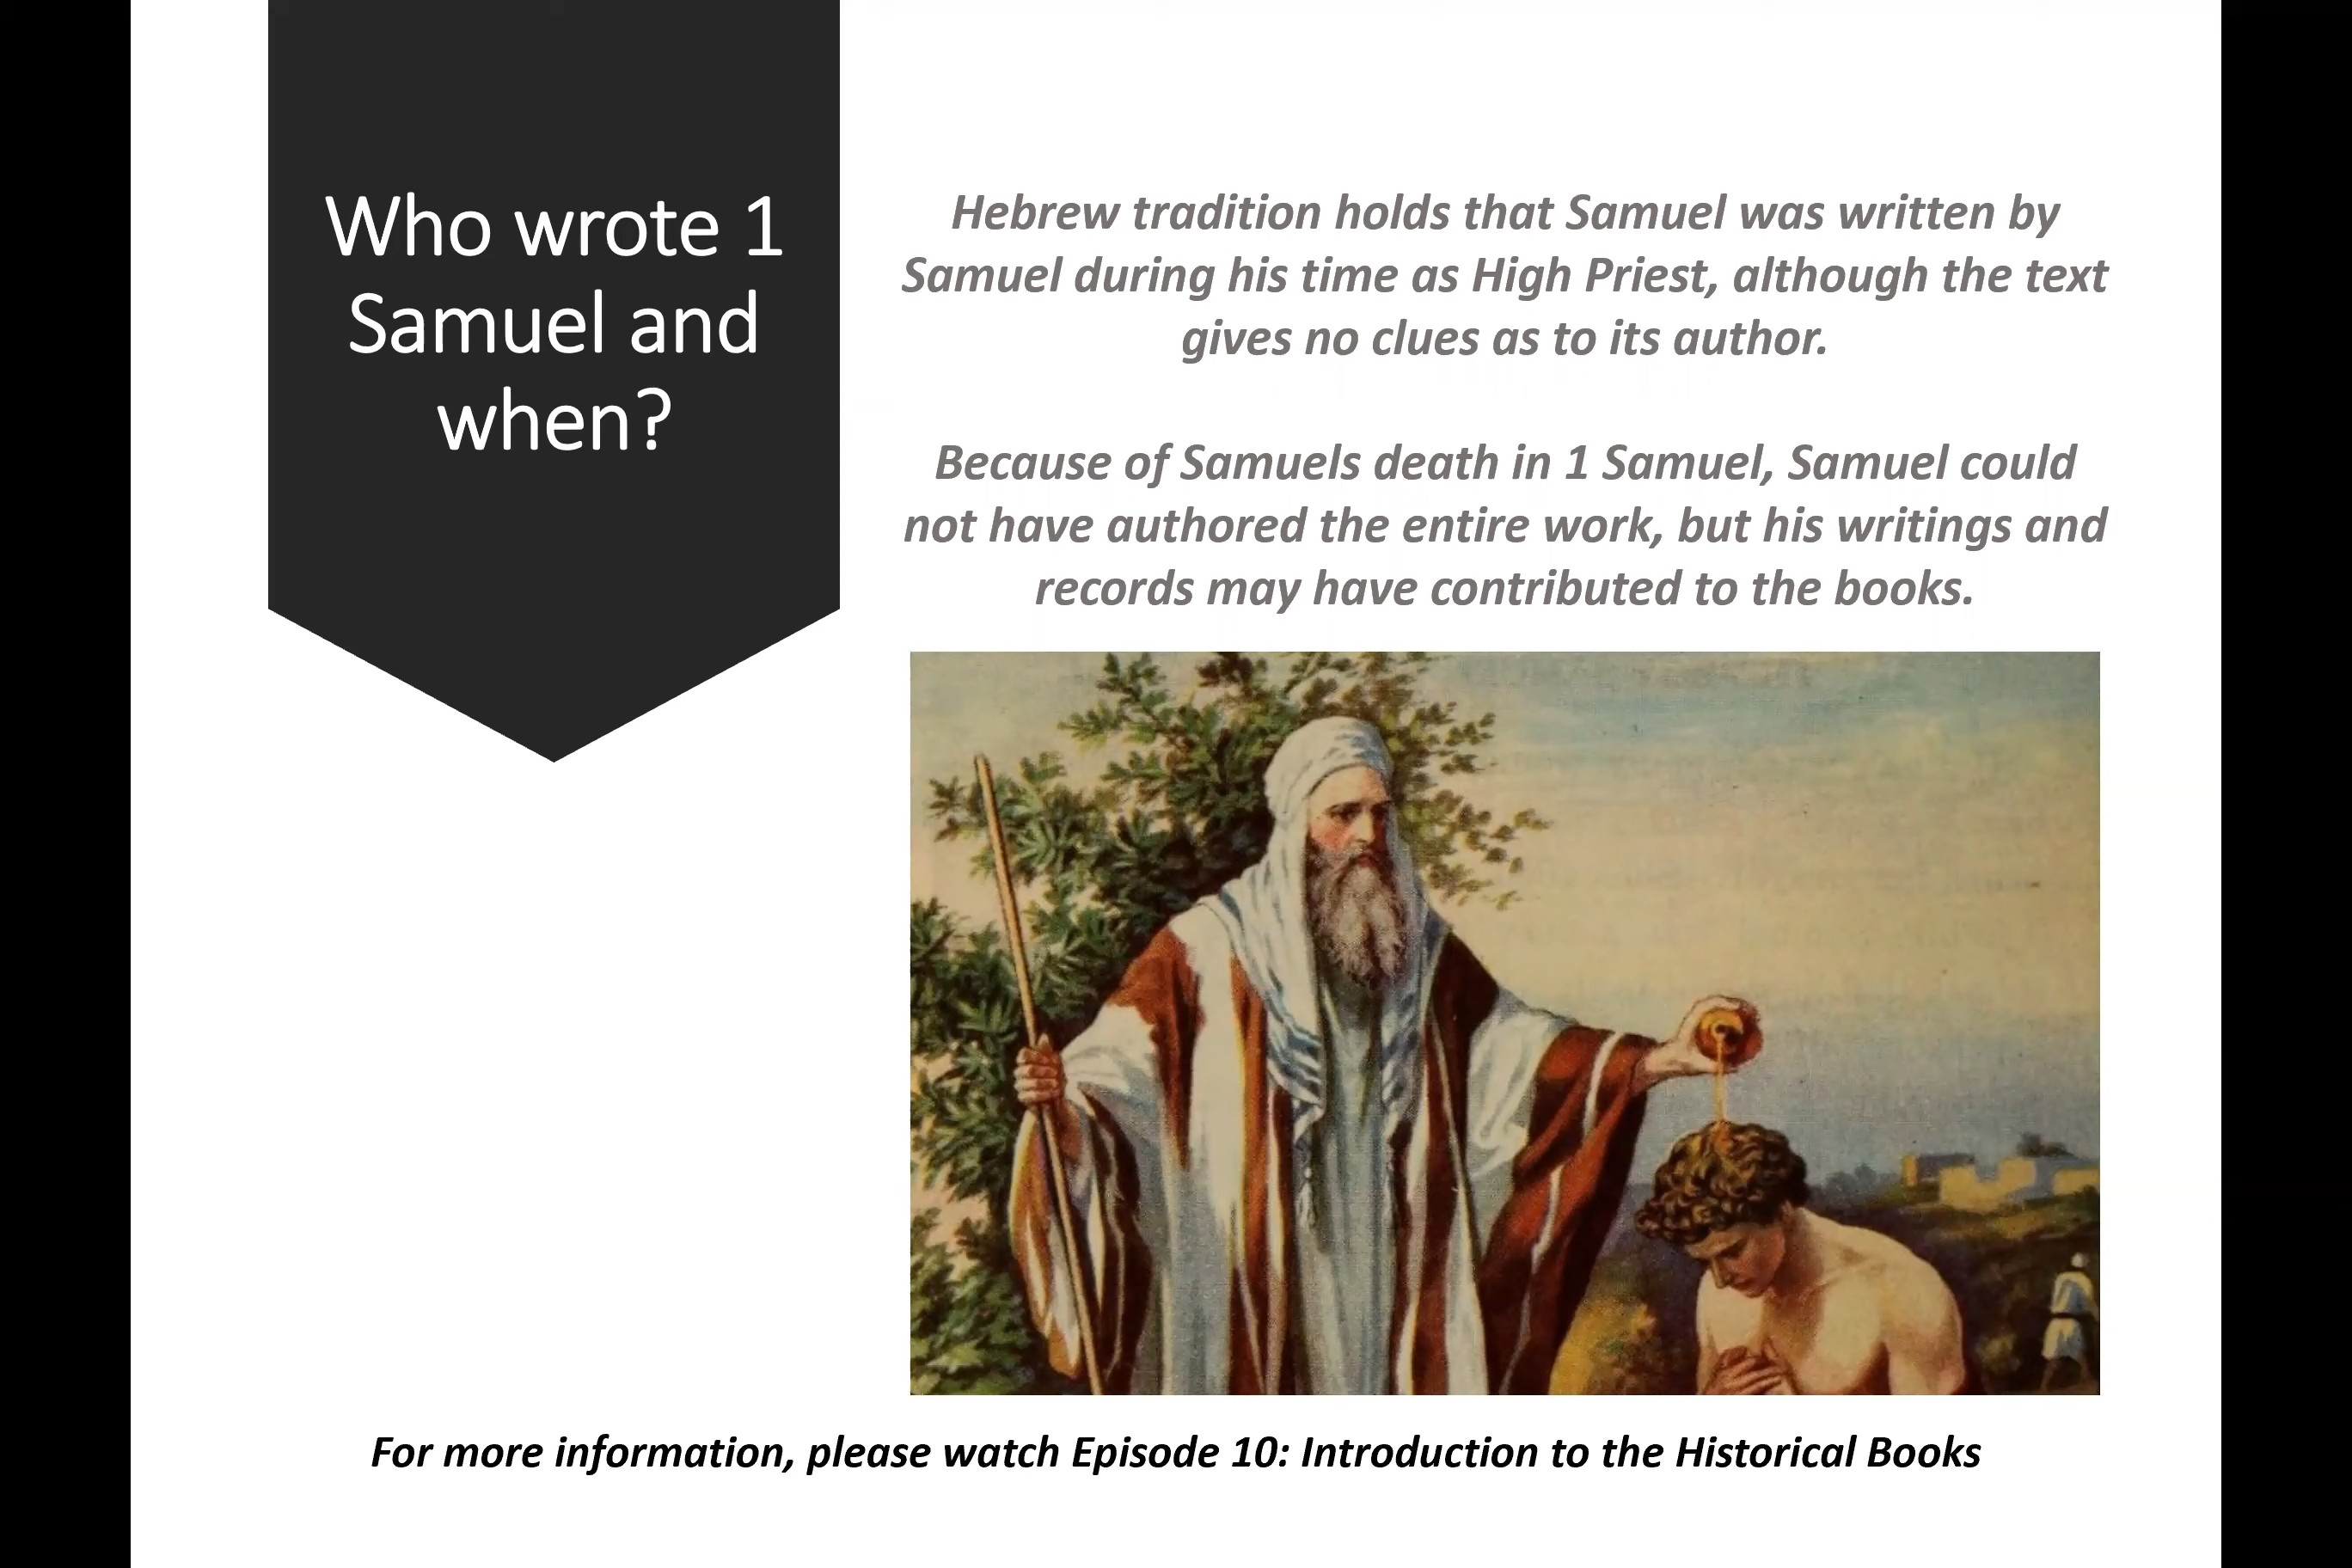 Who wrote 1
Samuel and
when?
Hebrew tradition holds that Samuel was written by
Samuel during his time as High Priest, although the text
gives no clues as to its author.
Because of Samuels death in 1 Samuel, Samuel could
not have authored the entire work, but his writings and
records may have contributed to the books.
For more information, please watch Episode 10: Introduction to the Historical Books